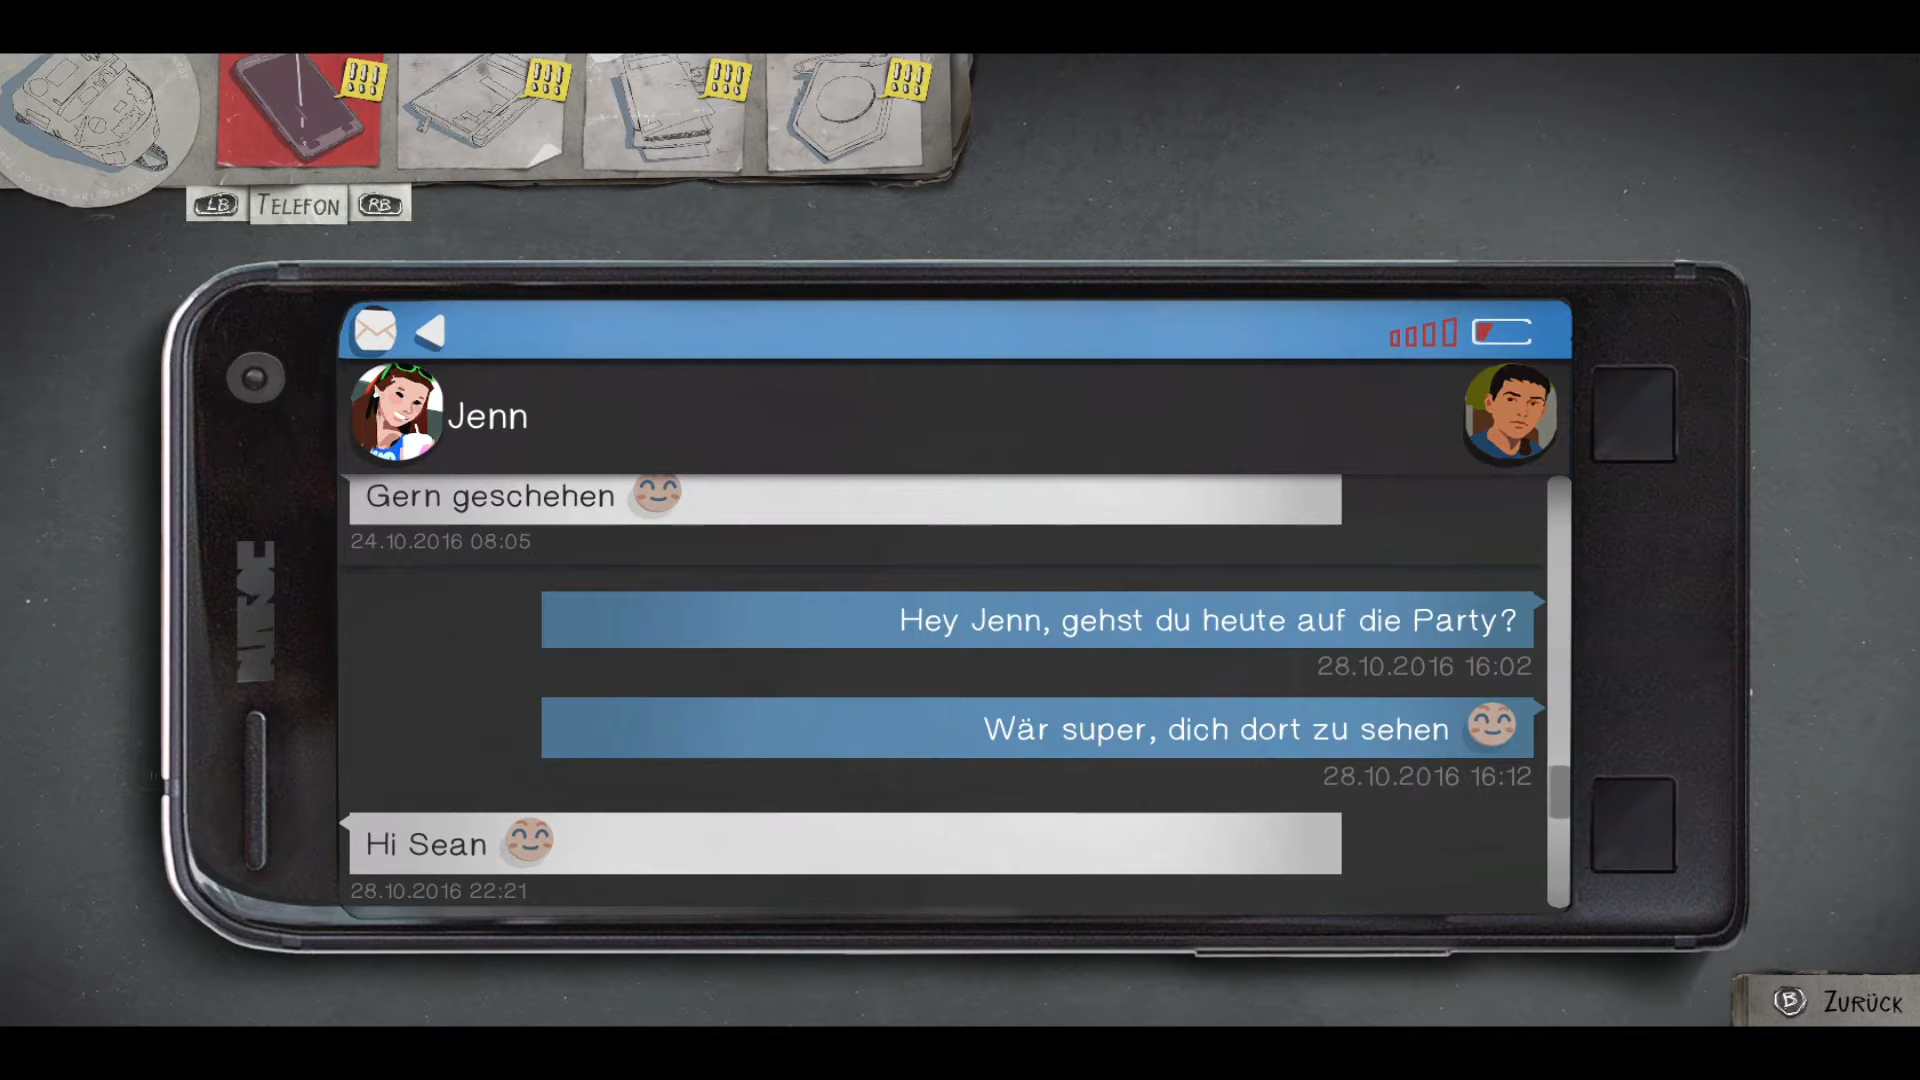 LB TELEFON RB
Jenn
Gern geschehen
24.10.2016 08:05
Hey Jenn, gehst du heute auf die Party?
28.10.2016 16:02
Wär super, dich dort zu sehen
28.10.2016 16:12
Hi Sean
28.10.2016 22:21
B ZURÜCK